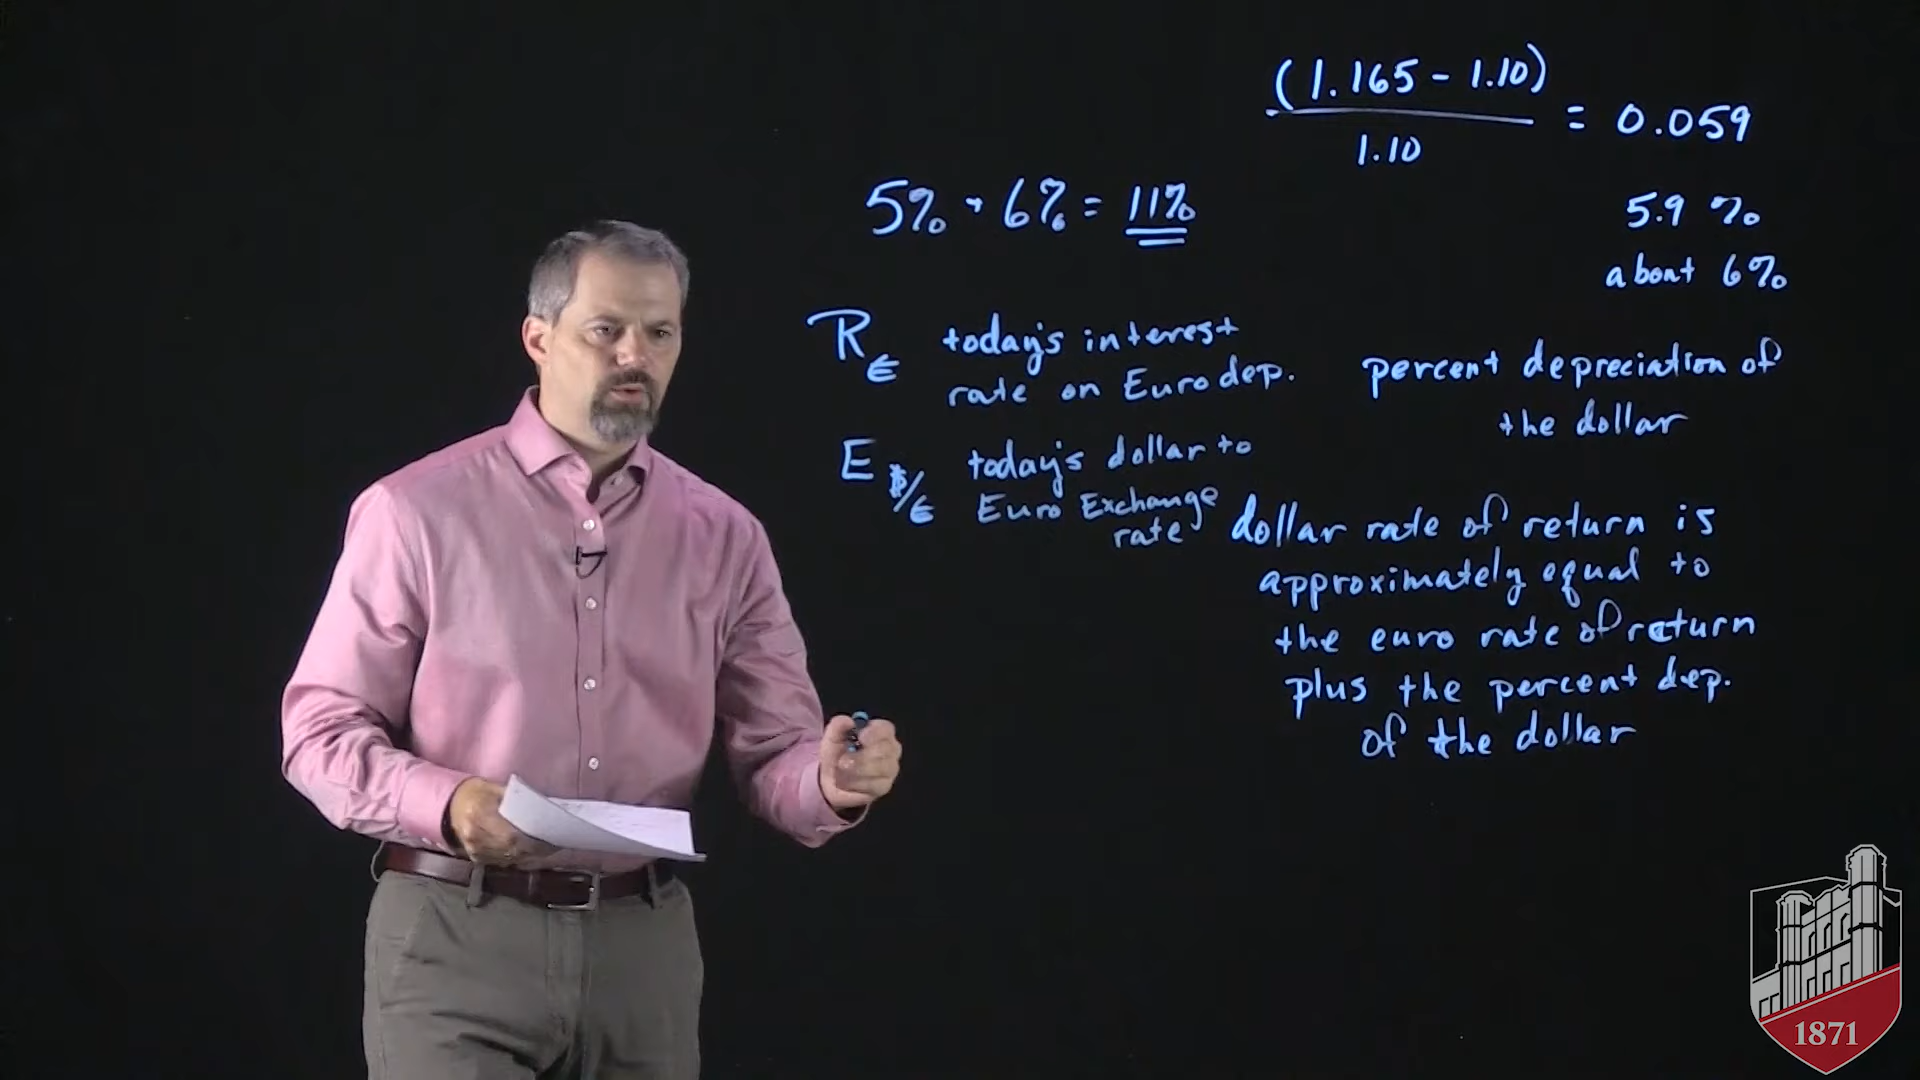 (1.165 - 1.10)
1.10
= 0.059
5% + 6% = 11%
5.9 %
about 6%
R€ today's interest
rate on Euro dep.
percent depreciation of
the dollar
E $/€ today's dollar to
Euro Exchange
rate
dollar rate of return is
approximately equal to
the euro rate of return
plus the percent dep.
of the dollar
1871